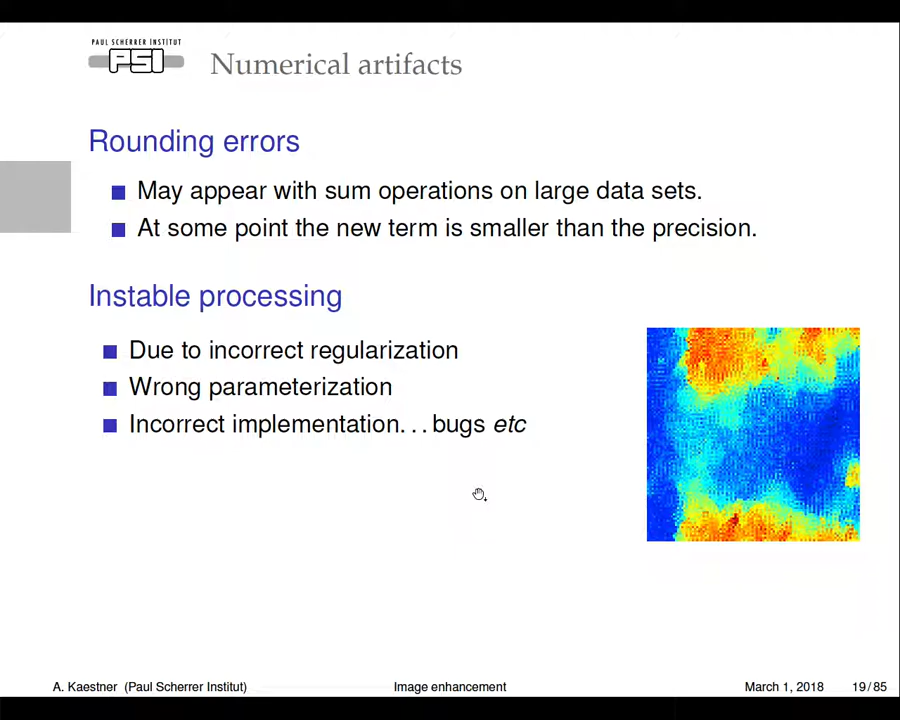 PAUL SCHERRER INSTITUT
PSI
Numerical artifacts
Rounding errors
May appear with sum operations on large data sets.
At some point the new term is smaller than the precision.
Instable processing
Due to incorrect regularization
Wrong parameterization
Incorrect implementation. . . bugs etc
A. Kaestner (Paul Scherrer Institut) Image enhancement March 1, 2018 19 / 85